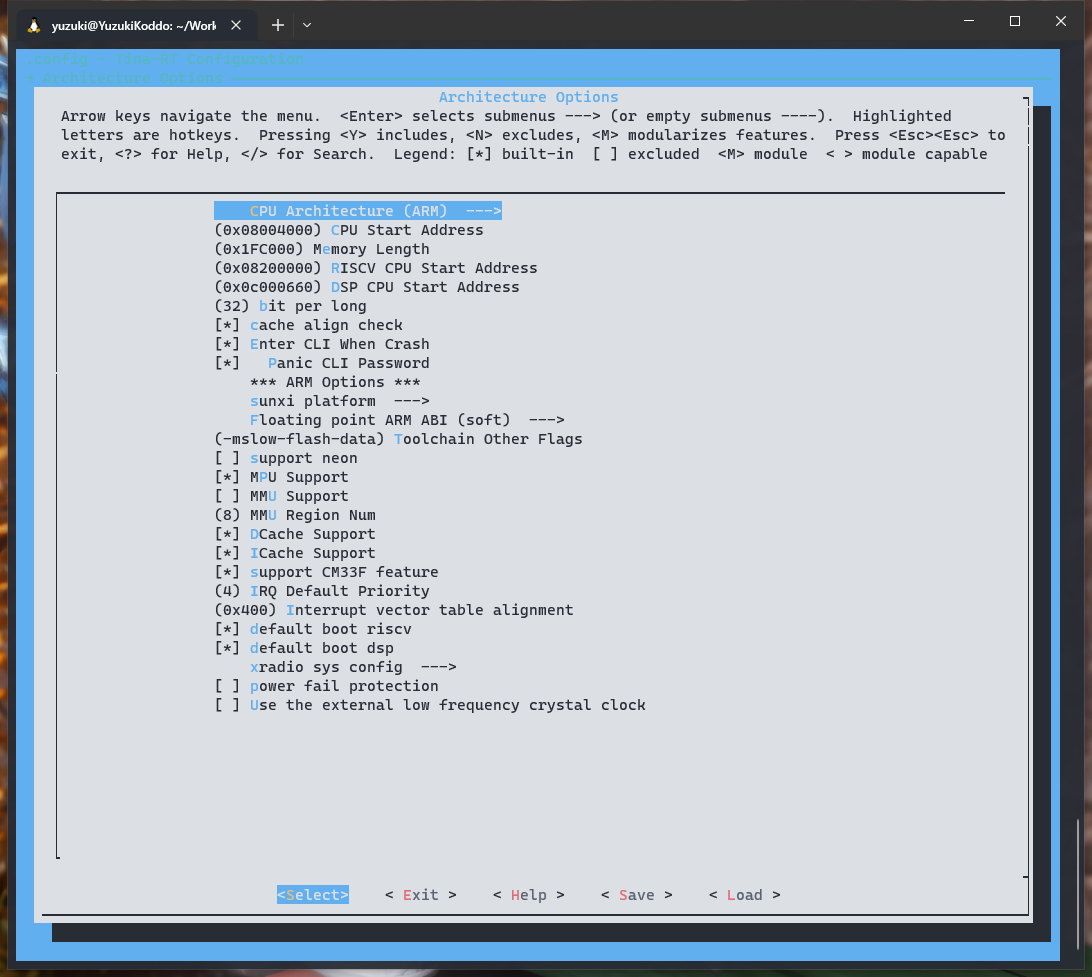 yuzuki@YuzukiKoddo: ~/Work
.config - Tina-RT Configuration
> Architecture Options
Architecture Options
Arrow keys navigate the menu.  <Enter> selects submenus ---> (or empty submenus ----).  Highlighted
letters are hotkeys.  Pressing <Y> includes, <N> excludes, <M> modularizes features.  Press <Esc><Esc> to
exit, <?> for Help, </> for Search.  Legend: [*] built-in  [ ] excluded  <M> module  < > module capable
CPU Architecture (ARM)  --->
(0x08004000) CPU Start Address
(0x1FC000) Memory Length
(0x08200000) RISCV CPU Start Address
(0x0c000660) DSP CPU Start Address
(32) bit per long
[*] cache align check
[*] Enter CLI When Crash
[*]   Panic CLI Password
*** ARM Options ***
sunxi platform  --->
Floating point ARM ABI (soft)  --->
(-mslow-flash-data) Toolchain Other Flags
[ ] support neon
[*] MPU Support
[ ] MMU Support
(8) MMU Region Num
[*] DCache Support
[*] ICache Support
[*] support CM33F feature
(4) IRQ Default Priority
(0x400) Interrupt vector table alignment
[*] default boot riscv
[*] default boot dsp
xradio sys config  --->
[ ] power fail protection
[ ] Use the external low frequency crystal clock
<Select>    < Exit >    < Help >    < Save >    < Load >